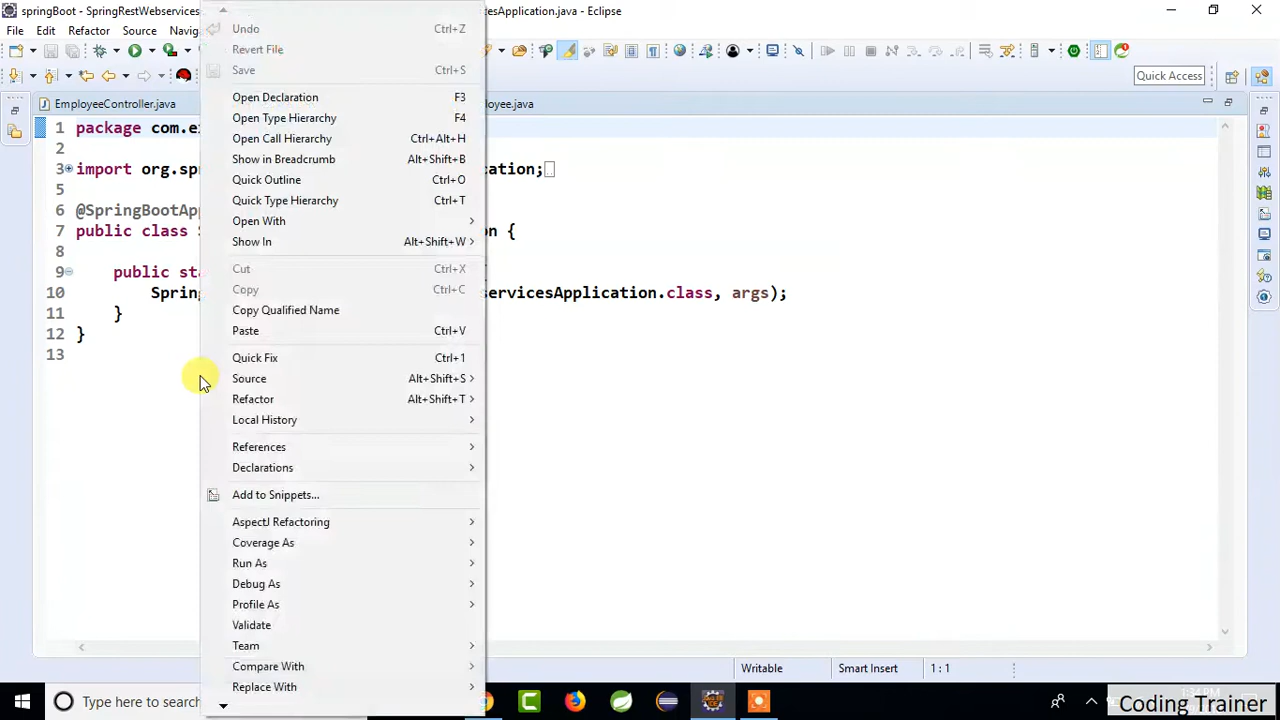 springBoot - SpringRestWebservices
esApplication.java - Eclipse
File Edit Refactor Source Navig
Quick Access
EmployeeController.java
yee.java
1 package com.e
2
3 import org.sp cation;
5
6 @SpringBootAp
7 public class S on {
8
9 public sta
10 Spring servicesApplication.class, args);
11 }
12 }
13
Undo Ctrl+Z
Revert File
Save Ctrl+S
Open Declaration F3
Open Type Hierarchy F4
Open Call Hierarchy Ctrl+Alt+H
Show in Breadcrumb Alt+Shift+B
Quick Outline Ctrl+O
Quick Type Hierarchy Ctrl+T
Open With
Show In Alt+Shift+W
Cut Ctrl+X
Copy Ctrl+C
Copy Qualified Name
Paste Ctrl+V
Quick Fix Ctrl+1
Source Alt+Shift+S
Refactor Alt+Shift+T
Local History
References
Declarations
Add to Snippets...
AspectJ Refactoring
Coverage As
Run As
Debug As
Profile As
Validate
Team
Compare With
Replace With
Writable Smart Insert 1 : 1
Type here to search
Coding Trainer